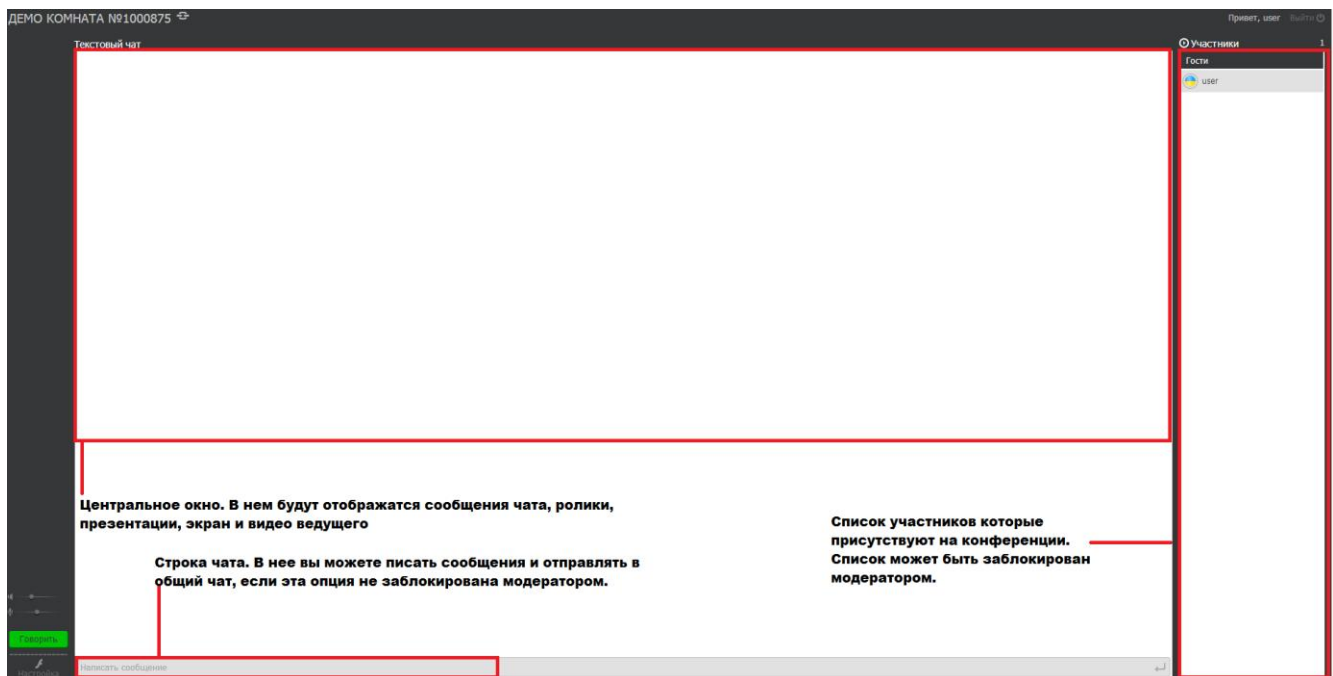 ДЕМО КОМНАТА №1000875
Привет, user Выйти
Текстовый чат
Участники 1
Гости
user
Центральное окно. В нем будут отображатся сообщения чата, ролики,
презентации, экран и видео ведущего
Список участников которые
присутствуют на конференции.
Список может быть заблокирован
модератором.
Строка чата. В нее вы можете писать сообщения и отправлять в
общий чат, если эта опция не заблокирована модератором.
Говорить
Настройка
Написать сообщение